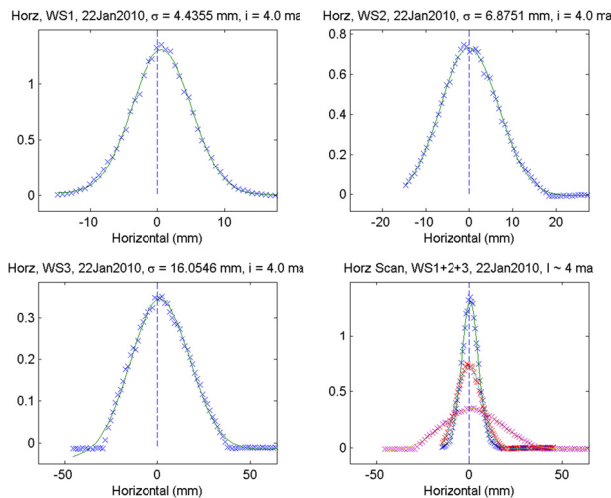 Horz, WS1, 22Jan2010, σ = 4.4355 mm, i = 4.0 ma
1
0.5
0
-10 0 10
Horizontal (mm)
Horz, WS2, 22Jan2010, σ = 6.8751 mm, i = 4.0 ma
0.8
0.6
0.4
0.2
0
-20 -10 0 10 20
Horizontal (mm)
Horz, WS3, 22Jan2010, σ = 16.0546 mm, i = 4.0 ma
0.3
0.2
0.1
0
-50 0 50
Horizontal (mm)
Horz Scan, WS1+2+3, 22Jan2010, I ~ 4 ma
1
0.5
0
-50 0 50
Horizontal (mm)